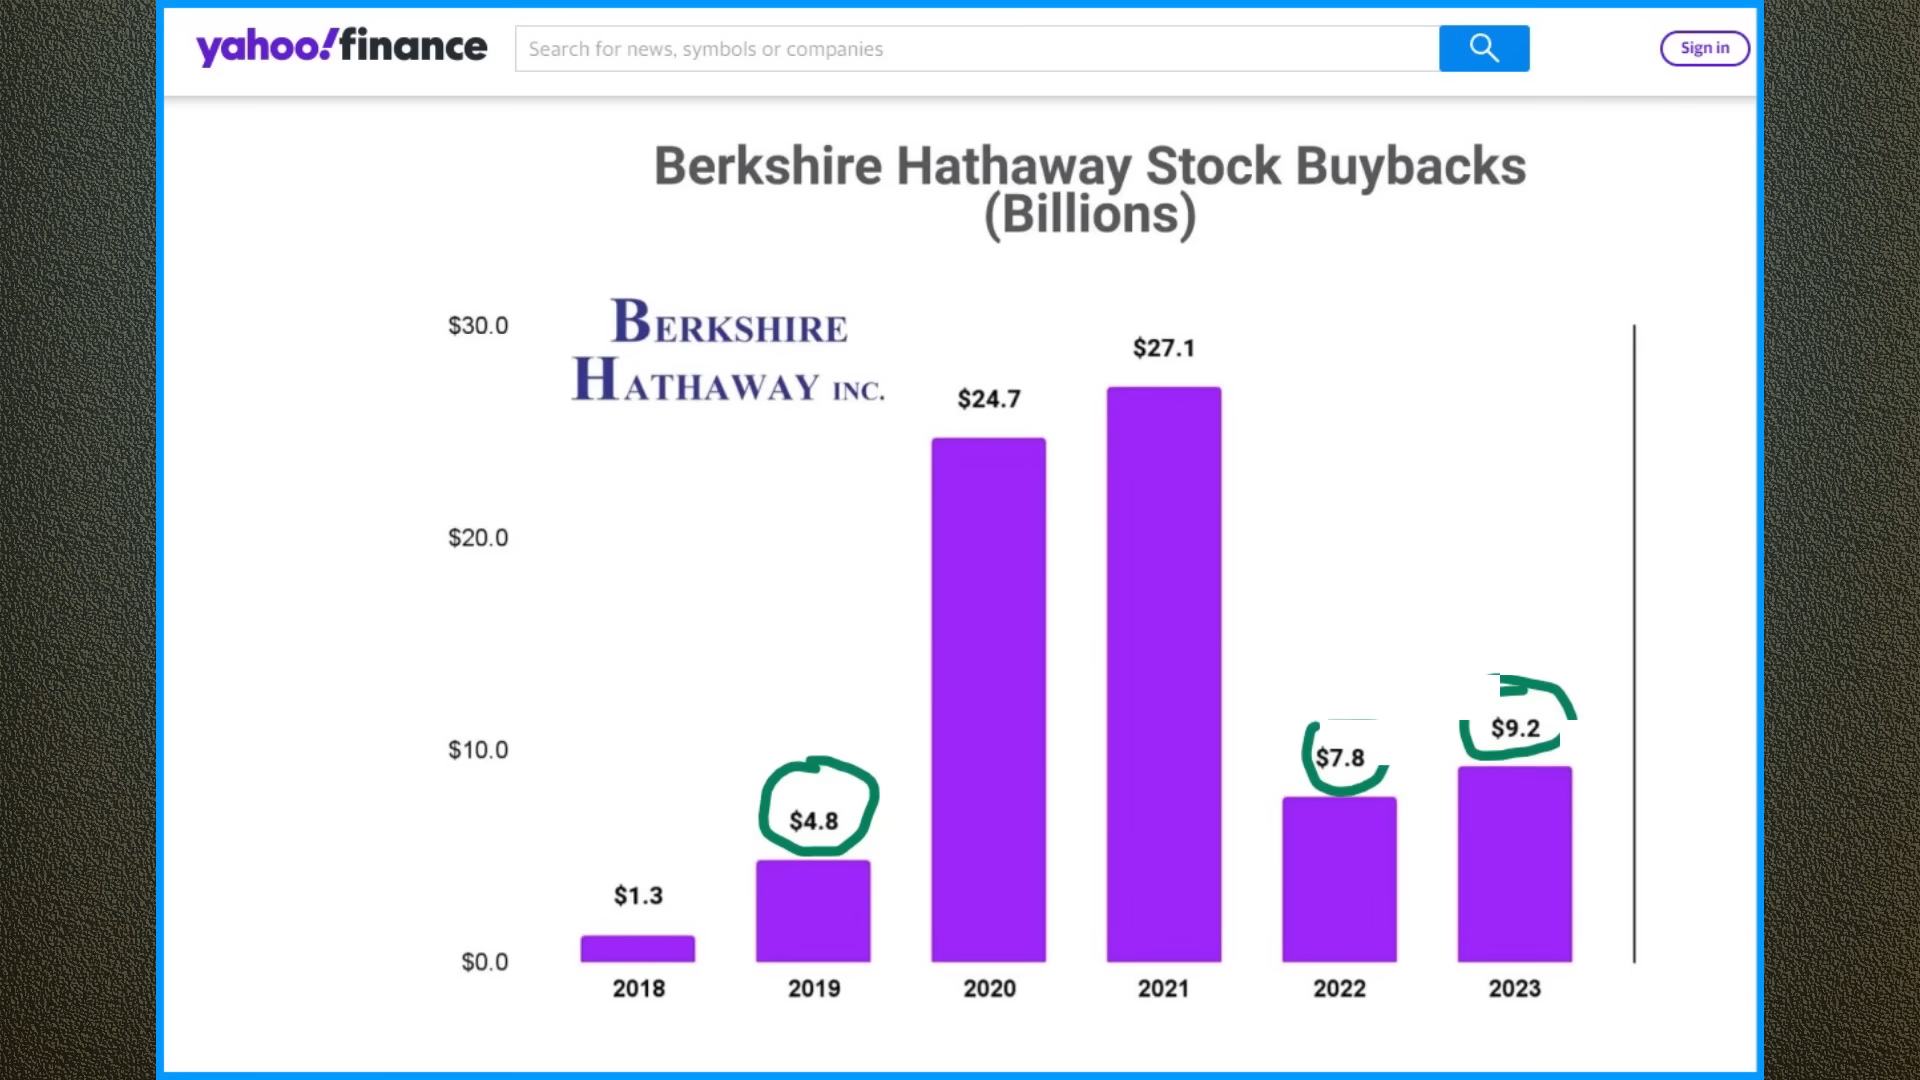 yahoo!finance
Search for news, symbols or companies
Sign in
Berkshire Hathaway Stock Buybacks
(Billions)
BERKSHIRE
HATHAWAY INC.
$30.0
$20.0
$10.0
$0.0
$1.3
$4.8
$24.7
$27.1
$7.8
$9.2
2018
2019
2020
2021
2022
2023